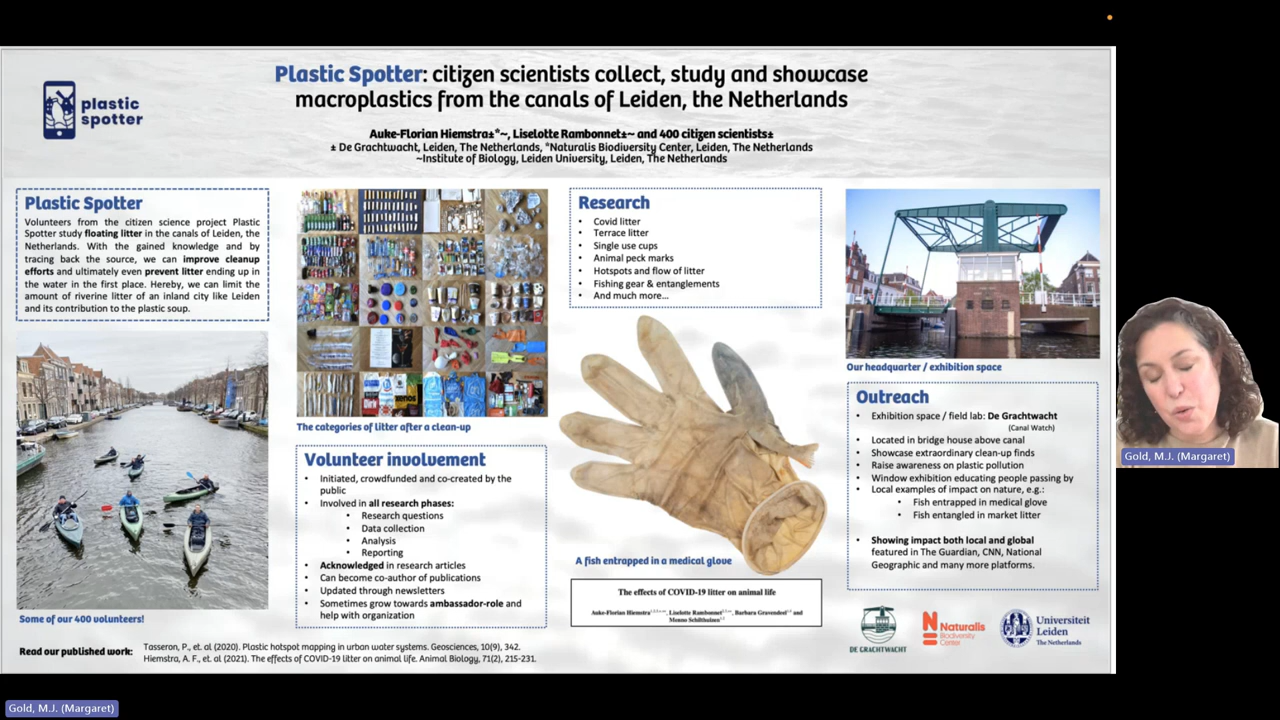 plastic
spotter
Plastic Spotter: citizen scientists collect, study and showcase
macroplastics from the canals of Leiden, the Netherlands
Auke-Florian Hiemstra±*~, Liselotte Rambonnet±~ and 400 citizen scientists±
± De Grachtwacht, Leiden, The Netherlands, *Naturalis Biodiversity Center, Leiden, The Netherlands
~Institute of Biology, Leiden University, Leiden, The Netherlands
Plastic Spotter
Volunteers from the citizen science project Plastic
Spotter study floating litter in the canals of Leiden, the
Netherlands. With the gained knowledge and by
tracing back the source, we can improve cleanup
efforts and ultimately even prevent litter ending up in
the water in the first place. Hereby, we can limit the
amount of riverine litter of an inland city like Leiden
and its contribution to the plastic soup.
Some of our 400 volunteers!
The categories of litter after a clean-up
Volunteer involvement
• Initiated, crowdfunded and co-created by the
public
• Involved in all research phases:
• Research questions
• Data collection
• Analysis
• Reporting
• Acknowledged in research articles
• Can become co-author of publications
• Updated through newsletters
• Sometimes grow towards ambassador-role and
help with organization
Research
• Covid litter
• Terrace litter
• Single use cups
• Animal peck marks
• Hotspots and flow of litter
• Fishing gear & entanglements
• And much more...
A fish entrapped in a medical glove
The effects of COVID-19 litter on animal life
Auke-Florian Hiemstra, Liselotte Rambonnet, Barbara Gravendeel and
Menno Schilthuizen
Our headquarter / exhibition space
Outreach
• Exhibition space / field lab: De Grachtwacht
(Canal Watch)
• Located in bridge house above canal
• Showcase extraordinary clean-up finds
• Raise awareness on plastic pollution
• Window exhibition educating people passing by
• Local examples of impact on nature, e.g.:
• Fish entrapped in medical glove
• Fish entangled in market litter
• Showing impact both local and global
featured in The Guardian, CNN, National
Geographic and many more platforms.
DE GRACHTWACHT
Naturalis
Biodiversity
Center
Universiteit
Leiden
The Netherlands
Read our published work:
Tasseron, P., et. al (2020). Plastic hotspot mapping in urban water systems. Geosciences, 10(9), 342.
Hiemstra, A. F., et. al (2021). The effects of COVID-19 litter on animal life. Animal Biology, 71(2), 215-231.
Gold, M.J. (Margaret)
Gold, M.J. (Margaret)